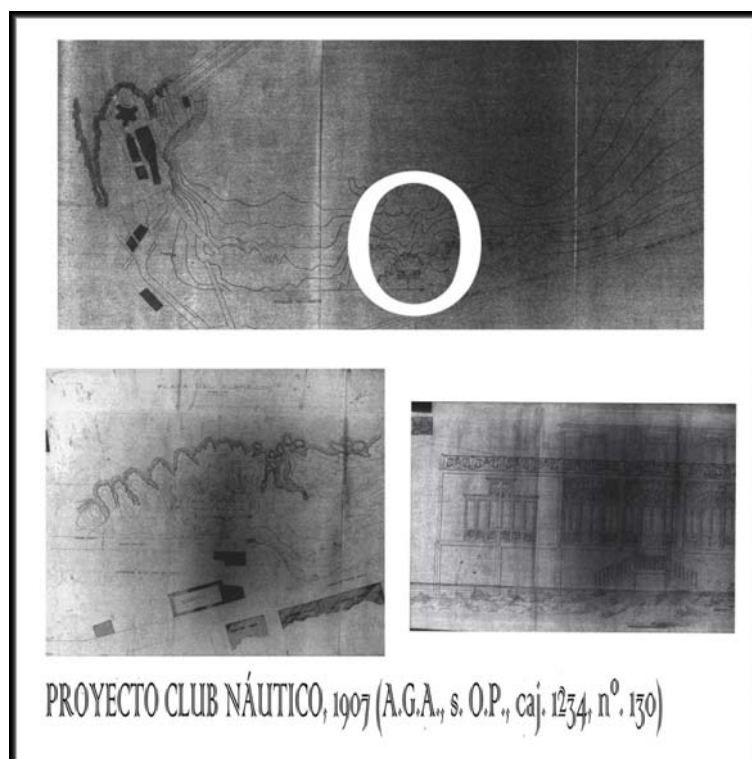 O
PROYECTO CLUB NÁUTICO, 1907 (A.G.A., s. O.P., caj. 1234, nº. 130)